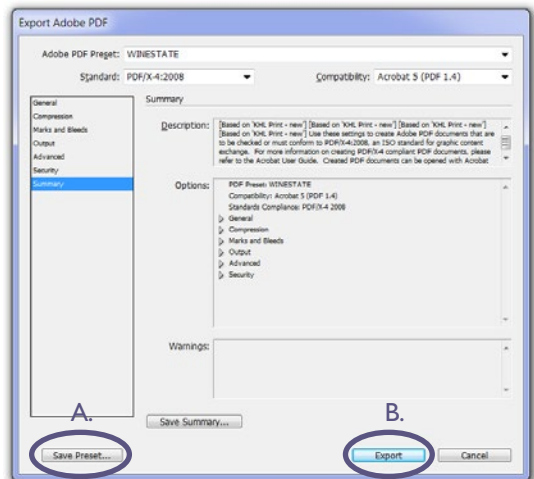 Export Adobe PDF
Adobe PDF Preset: WINESTATE
Standard: PDF/X-4:2008 Compatibility: Acrobat 5 (PDF 1.4)
General
Compression
Marks and Bleeds
Output
Advanced
Security
Summary
Summary
Description: [Based on 'KHL Print - new'] [Based on 'KHL Print - new'] [Based on 'KHL Print - new']
[Based on 'KHL Print - new'] Use these settings to create Adobe PDF documents that are
to be checked or must conform to PDF/X-4:2008, an ISO standard for graphic content
exchange. For more information on creating PDF/X-4 compliant PDF documents, please
refer to the Acrobat User Guide. Created PDF documents can be opened with Acrobat
Options: PDF Preset: WINESTATE
Compatibility: Acrobat 5 (PDF 1.4)
Standards Compliance: PDF/X-4 2008
General
Compression
Marks and Bleeds
Output
Advanced
Security
Warnings:
A. B.
Save Summary...
Save Preset... Export Cancel